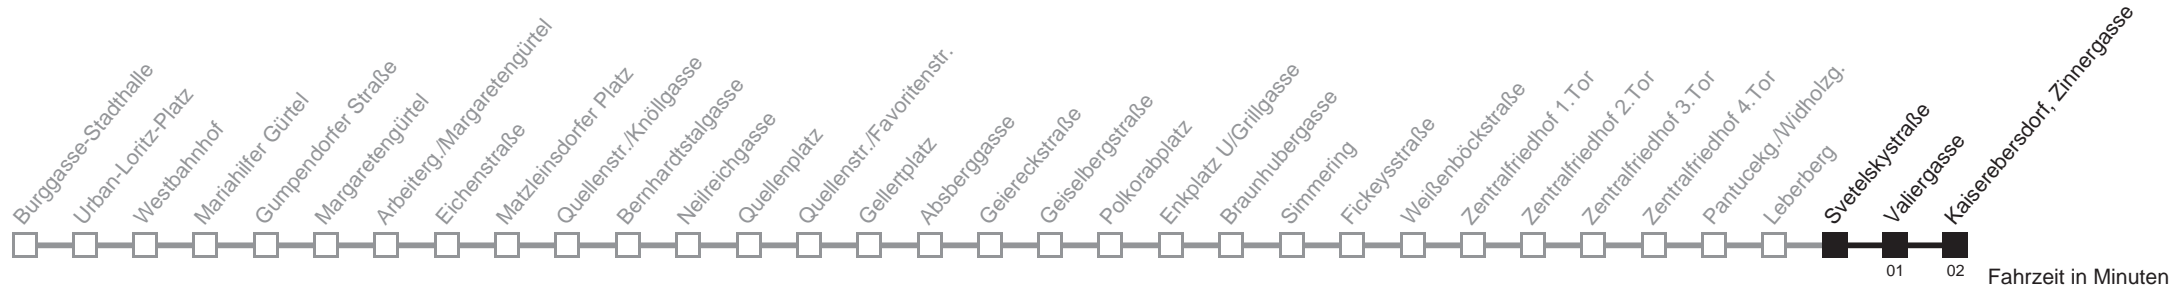 Burggasse-Stadthalle
Urban-Loritz-Platz
Westbahnhof
Mariahilfer Gürtel
Gumpendorfer Straße
Margaretengürtel
Arbeiterg./Margaretengürtel
Eichenstraße
Matzleinsdorfer Platz
Quellenstr./Knöllgasse
Bernhardtstalgasse
Neilreichgasse
Quellenplatz
Quellenstr./Favoritenstr.
Gellertplatz
Absberggasse
Geiereckstraße
Geiselbergstraße
Polkorabplatz
Enkplatz U/Grillgasse
Braunhubergasse
Simmering
Fickeysstraße
Weißenböckstraße
Zentralfriedhof 1.Tor
Zentralfriedhof 2.Tor
Zentralfriedhof 3.Tor
Zentralfriedhof 4.Tor
Pantucekg./Widholzg.
Leberberg
Svetelskystraße
Valiergasse
Kaiserebersdorf, Zinnergasse
01
02
Fahrzeit in Minuten